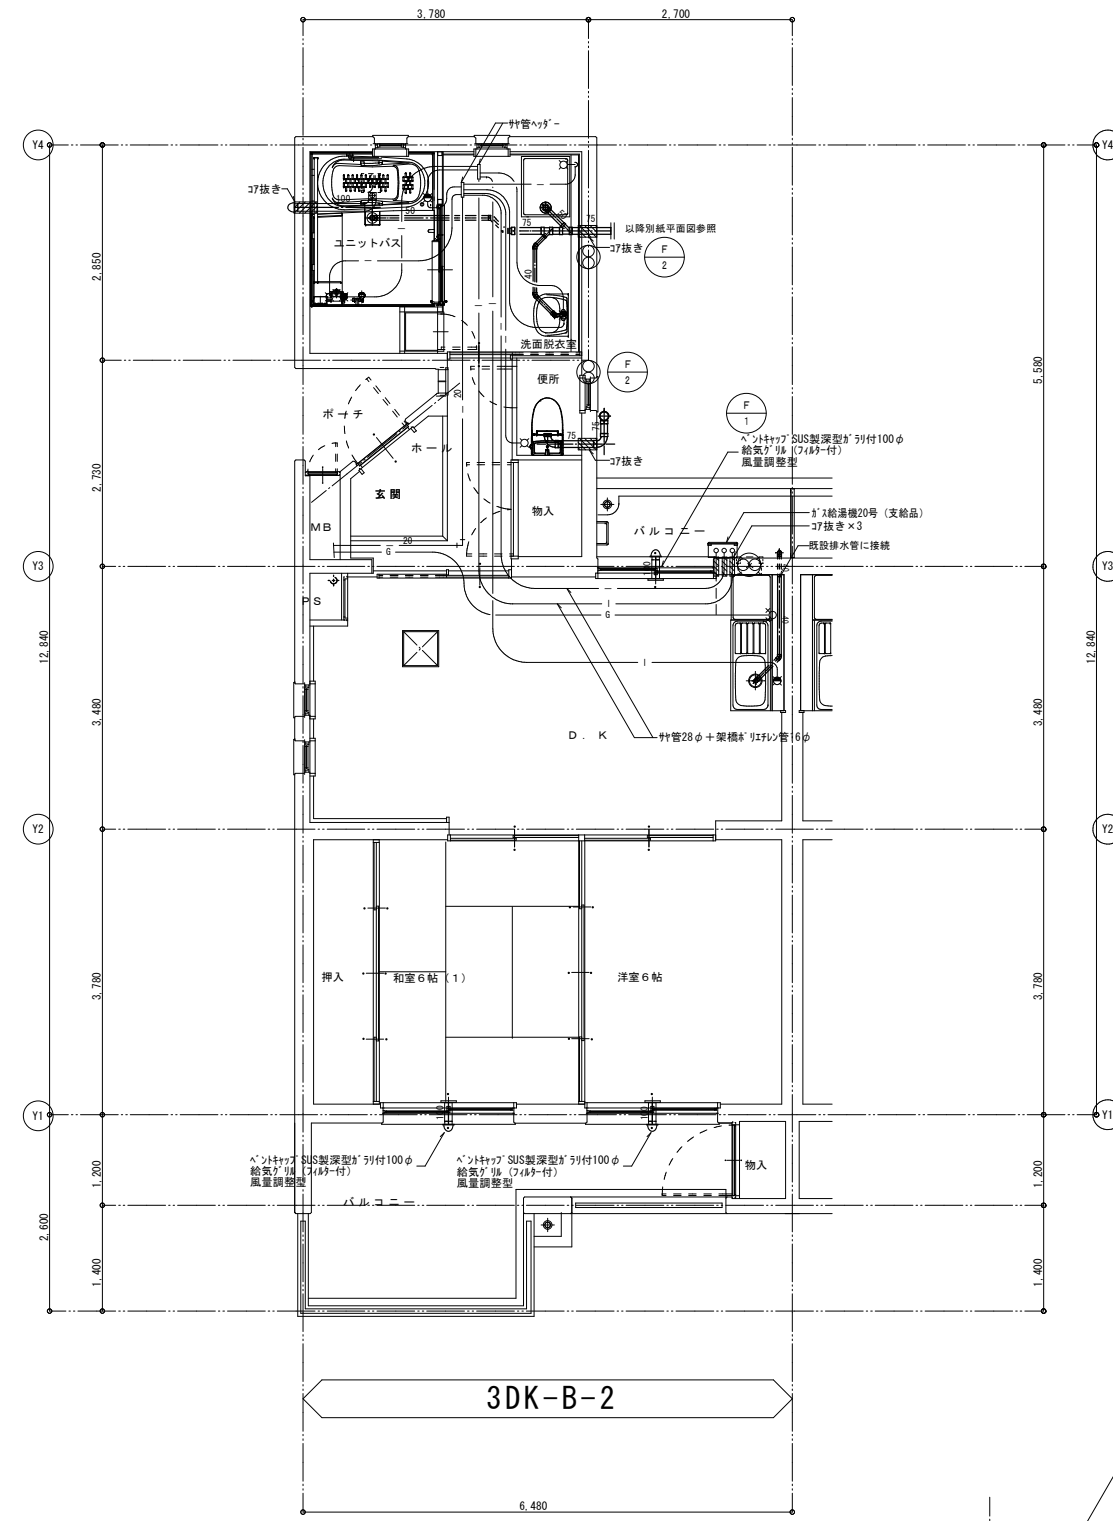 3,780
2,700
Y4
Y4
サヤ管ヘッダー
コア抜き
100
50
ユニットバス
75
75
以降別紙平面図参照
コア抜き
F
2
40
2,850
洗面脱衣室
F
2
便所
20
5,580
ポーチ
ホール
F
1
75
75
コア抜き
ベントキャップSUS製深型ガラリ付100φ
給気グリル(フィルター付)
風量調整型
2,730
玄関
物入
MB
バルコニー
ガス給湯機20号(支給品)
コア抜き×3
既設排水管に接続
20
G
Y3
Y3
PS
I
G
I
12,840
12,840
3,480
3,480
D. K
サヤ管28φ+架橋ポリエチレン管16φ
Y2
Y2
3,780
押入
和室6帖(1)
洋室6帖
3,780
Y1
100
100
Y1
ベントキャップSUS製深型ガラリ付100φ
給気グリル(フィルター付)
風量調整型
ベントキャップSUS製深型ガラリ付100φ
給気グリル(フィルター付)
風量調整型
物入
1,200
1,200
バルコニー
2,600
1,400
1,400
3DK-B-2
6,480